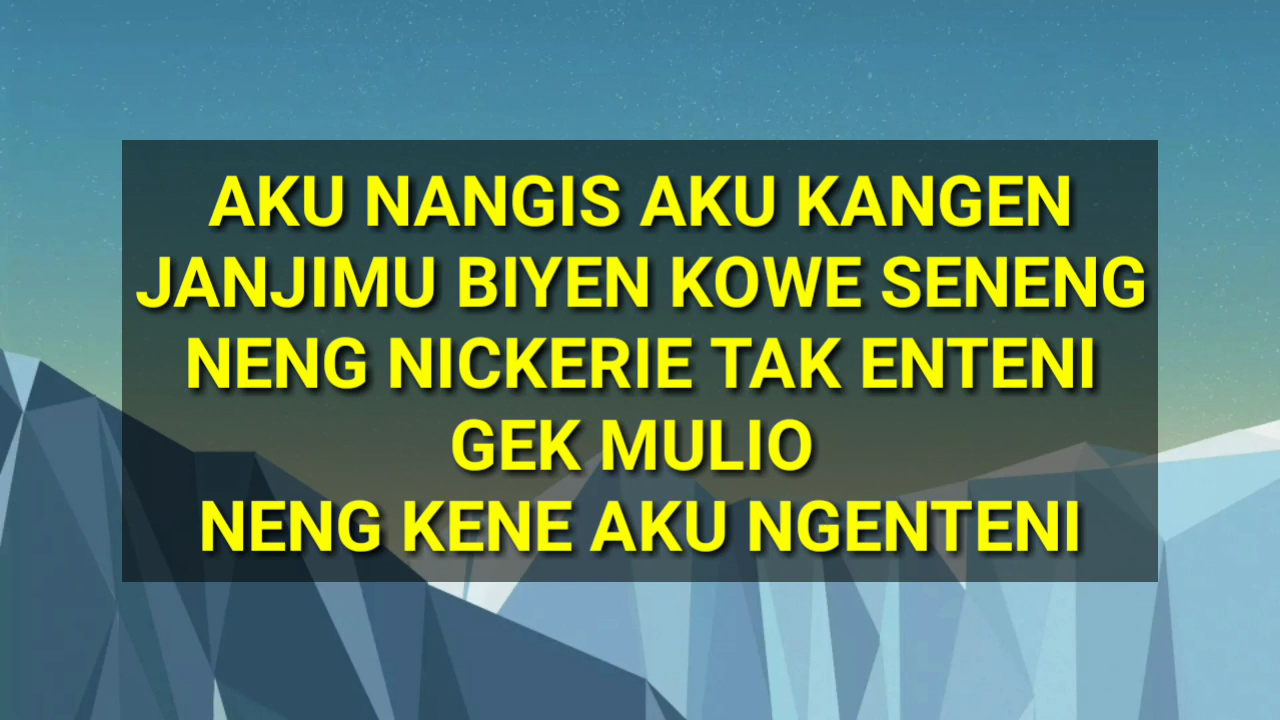 AKU NANGIS AKU KANGEN
JANJIMU BIYEN KOWE SENENG
NENG NICKERIE TAK ENTENI
GEK MULIO
NENG KENE AKU NGENTENI